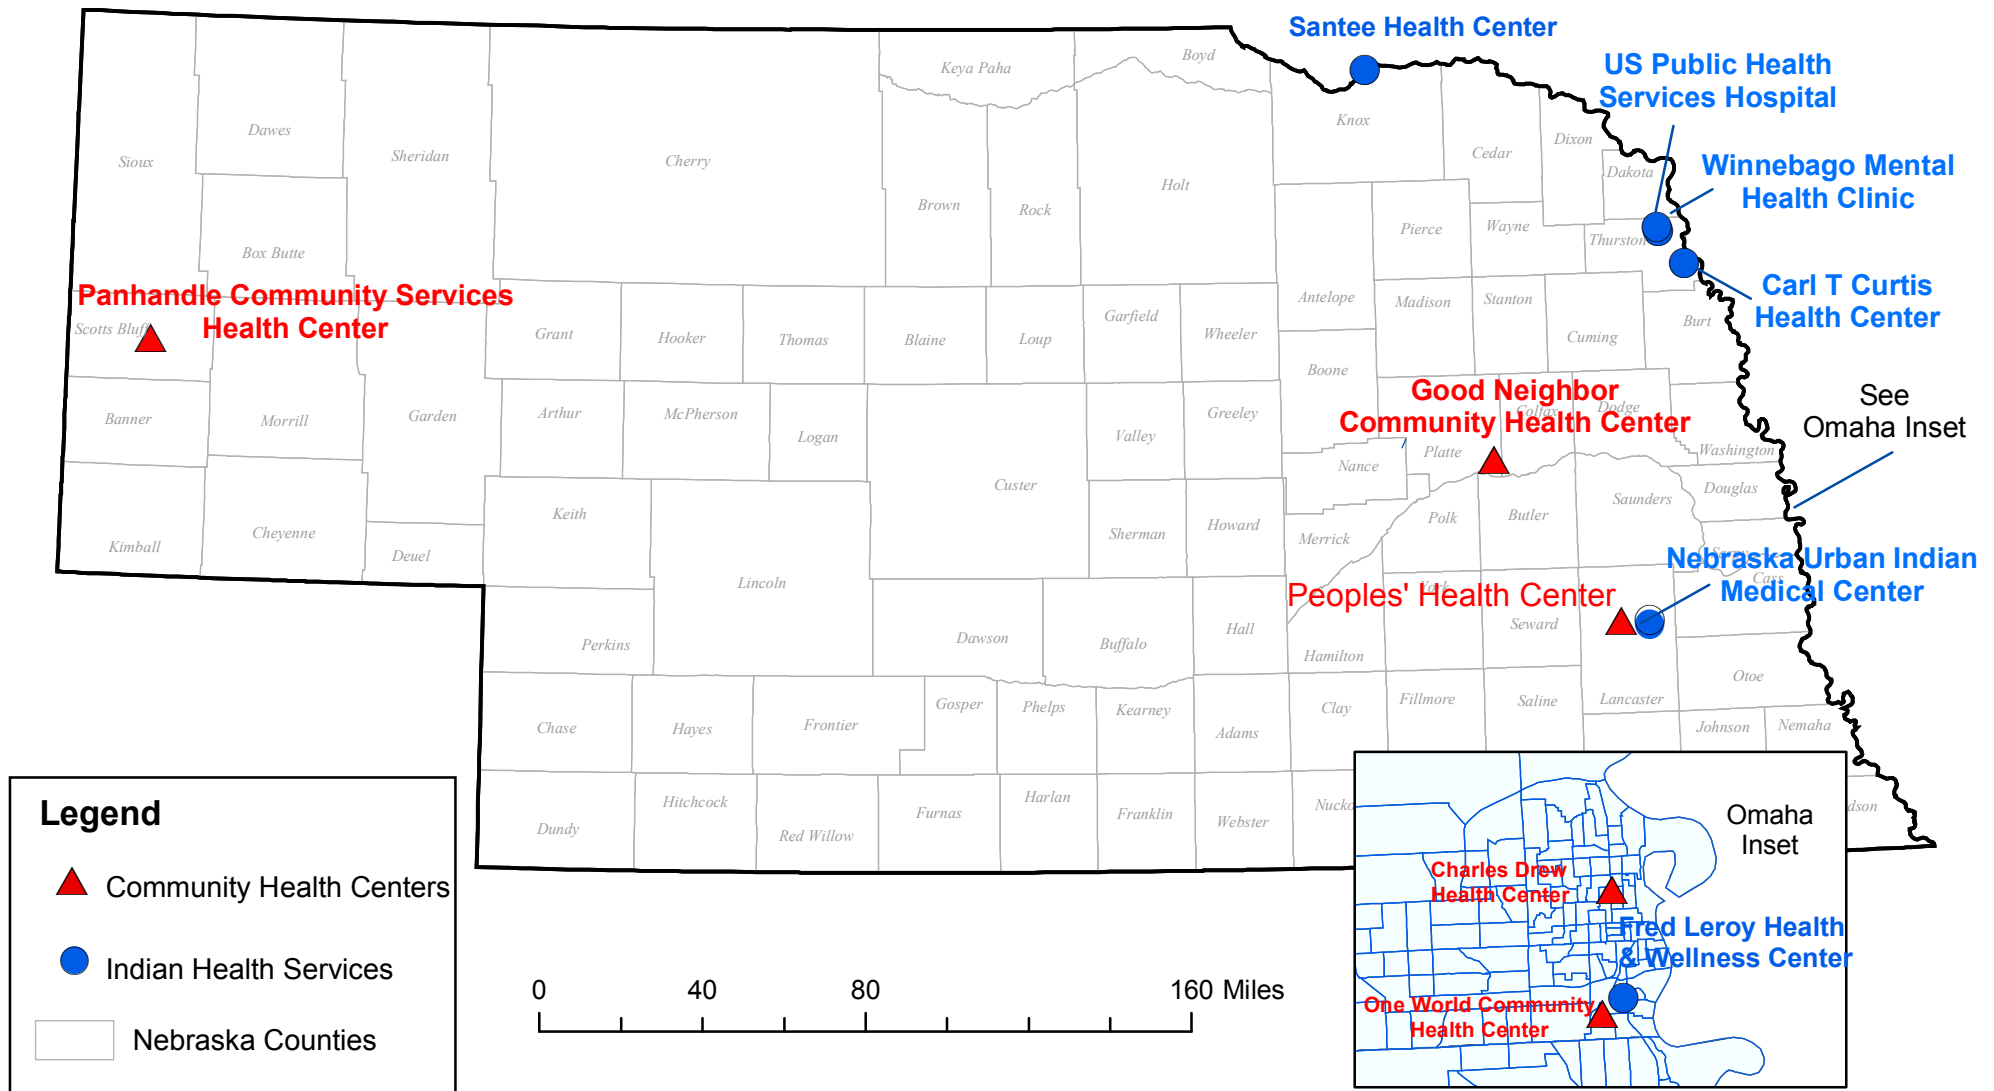 Santee Health Center
US Public Health
Services Hospital
Winnebago Mental
Health Clinic
Carl T Curtis
Health Center
See
Omaha Inset
Panhandle Community Services
Health Center
Good Neighbor
Community Health Center
Nebraska Urban Indian
Medical Center
Peoples' Health Center
Keya Paha
Boyd
Dawes
Sioux
Sheridan
Cherry
Knox
Cedar
Dixon
Dakota
Holt
Brown
Rock
Pierce
Wayne
Thurston
Box Butte
Antelope
Madison
Stanton
Cuming
Burt
Scotts Bluff
Grant
Hooker
Thomas
Blaine
Loup
Garfield
Wheeler
Boone
Banner
Morrill
Garden
Arthur
McPherson
Logan
Valley
Greeley
Colfax
Dodge
Nance
Platte
Washington
Custer
Keith
Saunders
Douglas
Kimball
Cheyenne
Deuel
Sherman
Howard
Merrick
Polk
Butler
Sarpy
Cass
Lincoln
York
Seward
Perkins
Dawson
Buffalo
Hall
Hamilton
Lancaster
Otoe
Chase
Hayes
Frontier
Gosper
Phelps
Kearney
Adams
Clay
Fillmore
Saline
Johnson
Nemaha
Dundy
Hitchcock
Red Willow
Furnas
Harlan
Franklin
Webster
Nucko
dson
Legend
Community Health Centers
Indian Health Services
Nebraska Counties
0 40 80 160 Miles
Omaha
Inset
Charles Drew
Health Center
Fred Leroy Health
& Wellness Center
One World Community
Health Center